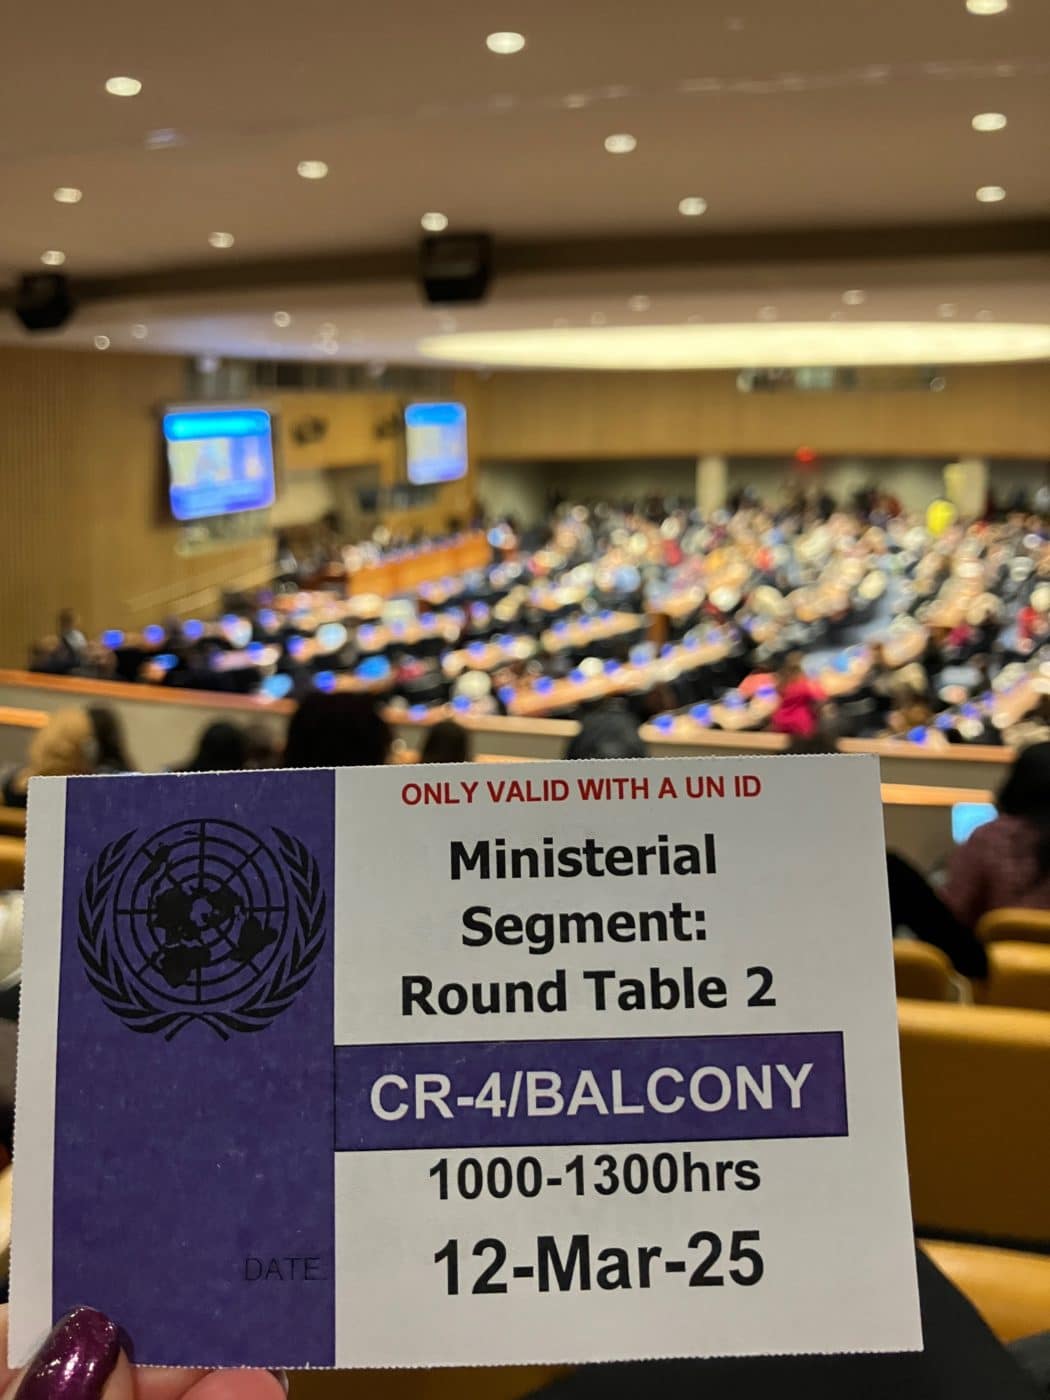 ONLY VALID WITH A UN ID
Ministerial
Segment:
Round Table 2
CR-4/BALCONY
1000-1300hrs
12-Mar-25
DATE